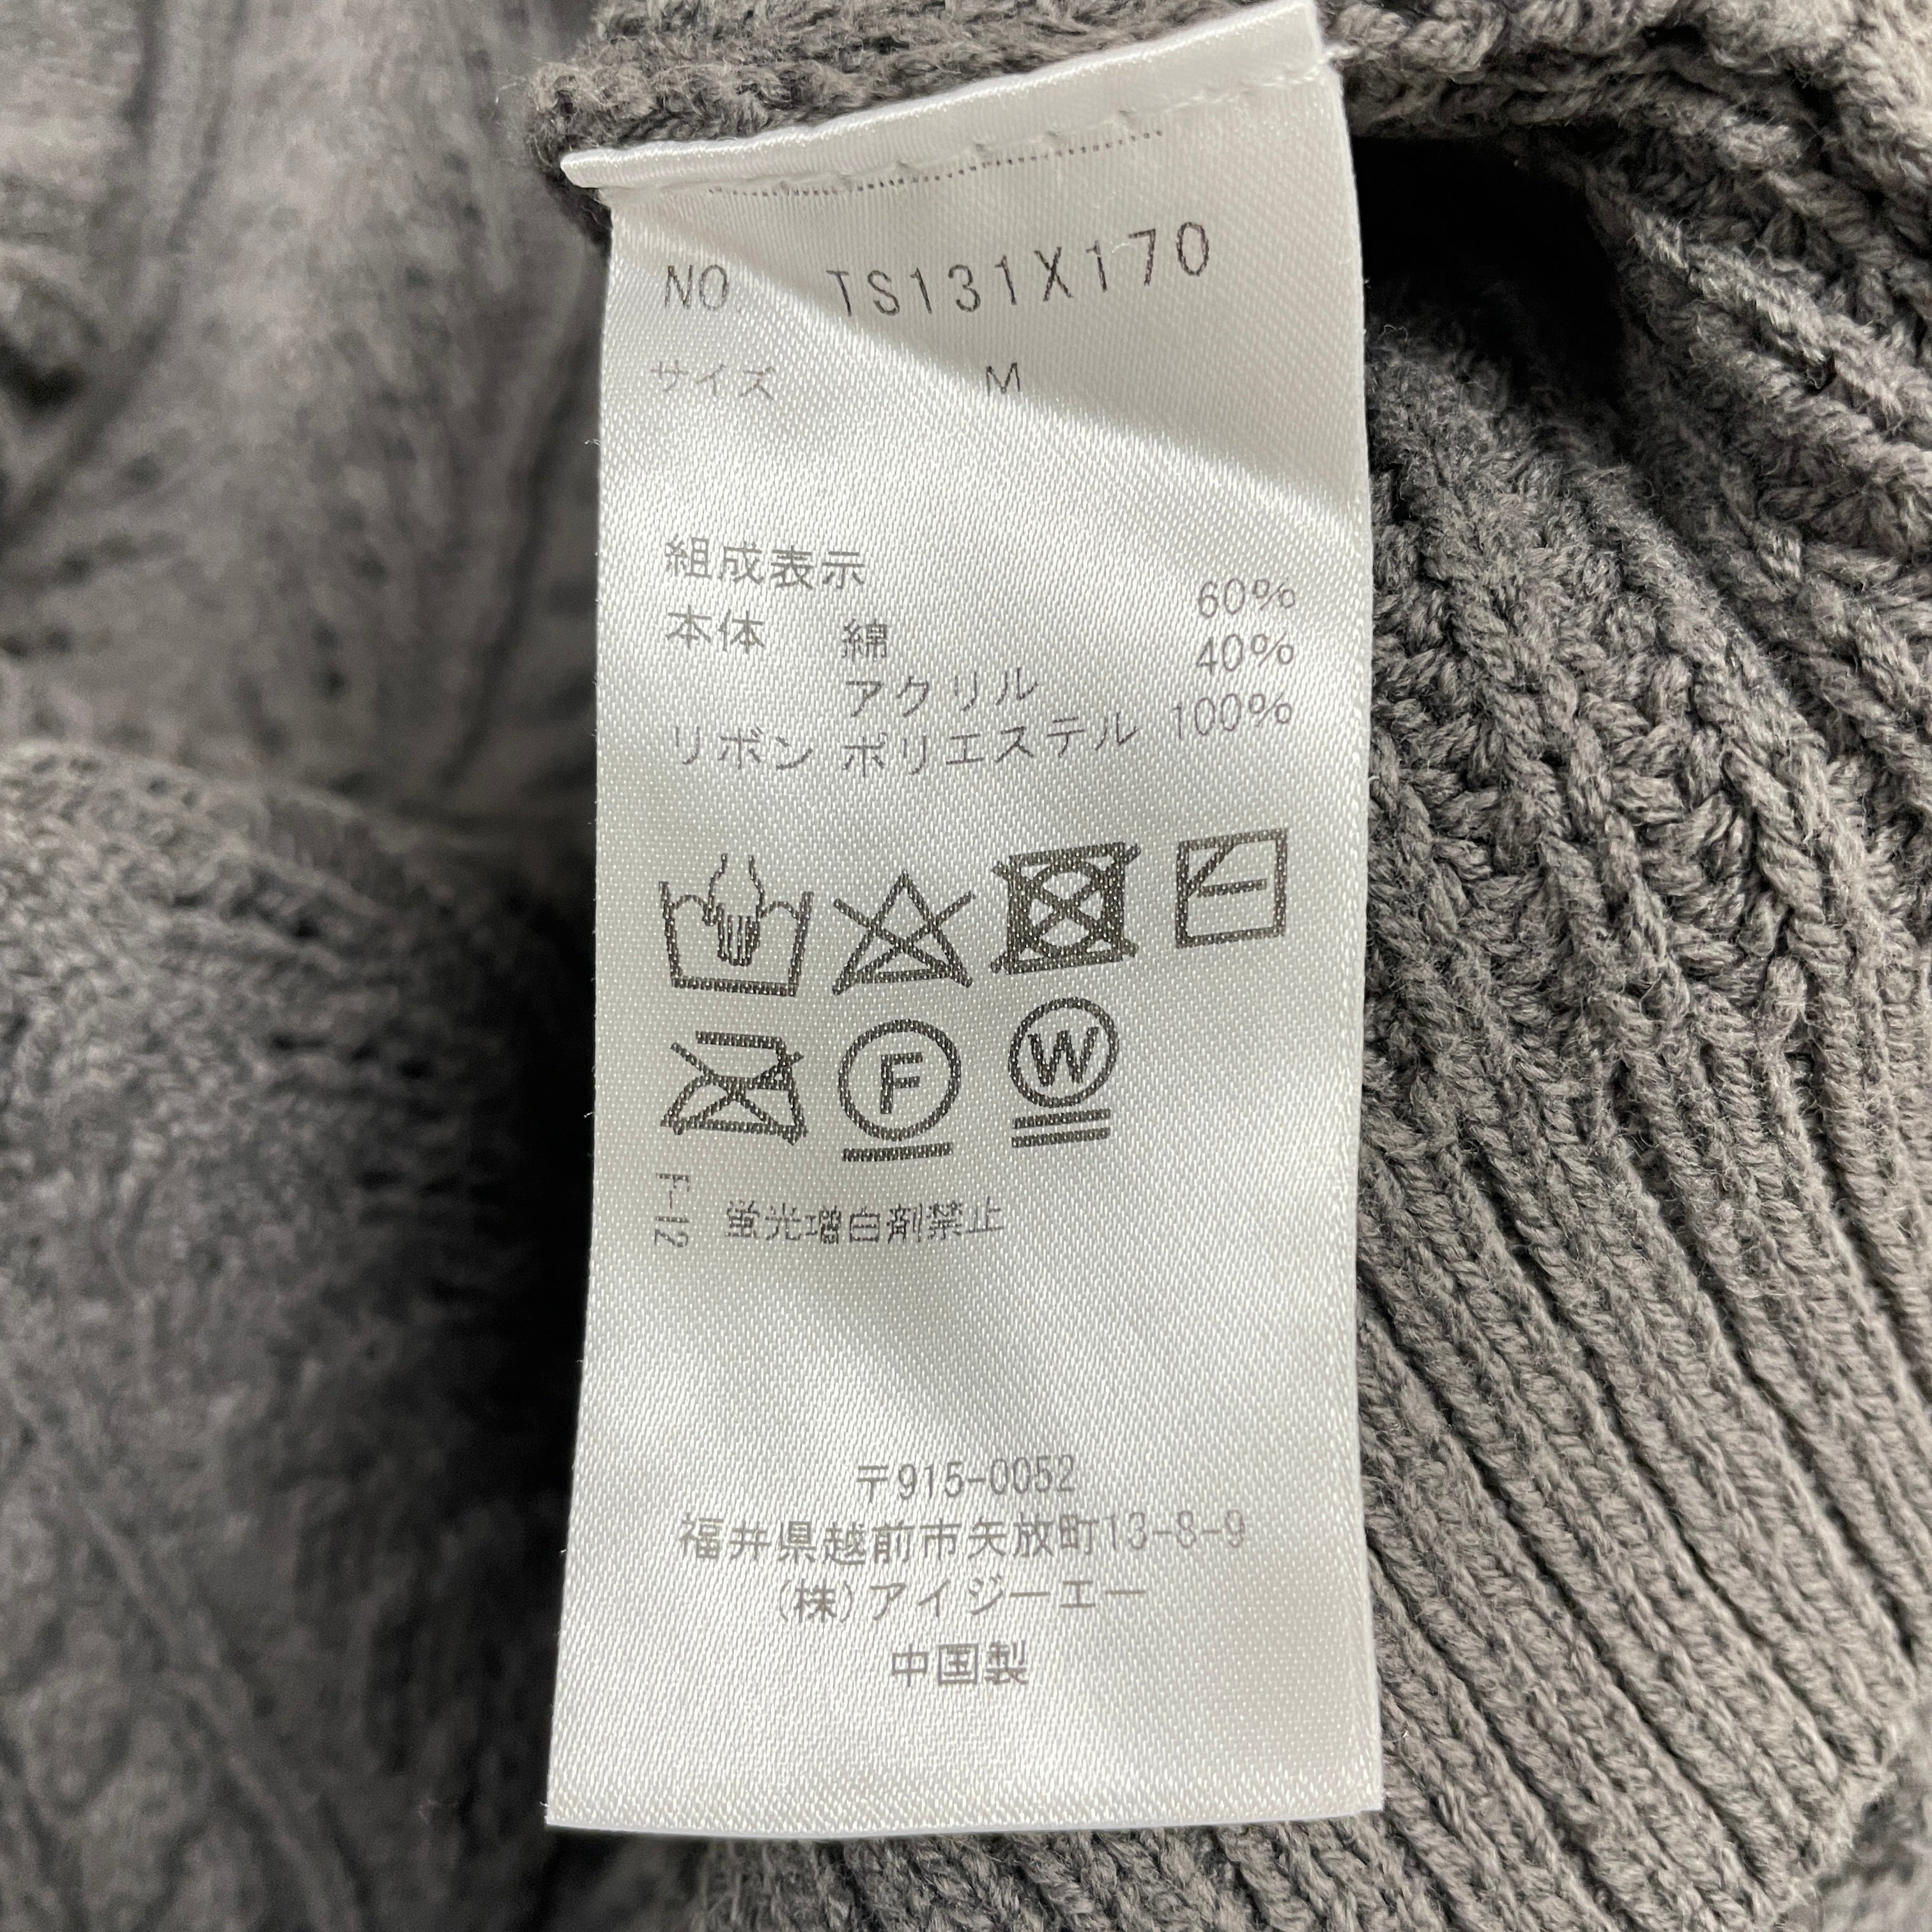 NO TS131X170
サイズ M
組成表示
本体 綿 60%
アクリル 40%
リボン ポリエステル 100%
F
W
F-12 蛍光増白剤禁止
〒915-0052
福井県越前市矢放町13-8-9
(株)アイジーエー
中国製